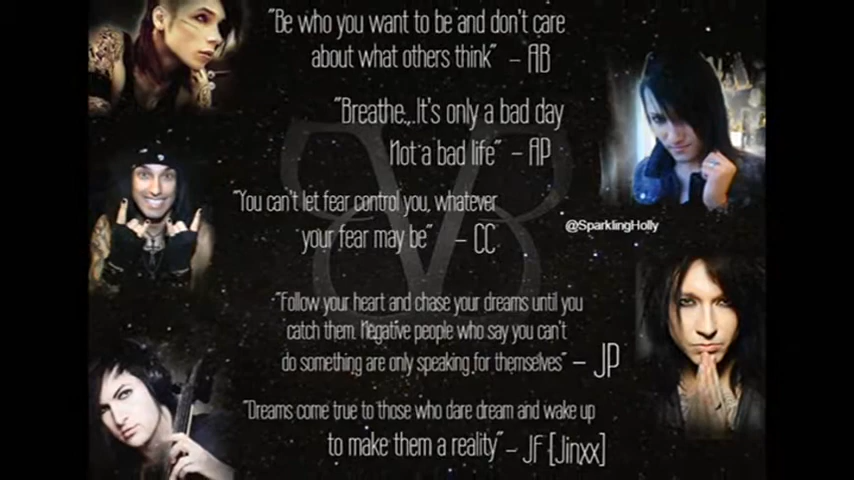 "Be who you want to be and don't care
about what others think" - AB
"Breathe...It's only a bad day
Not a bad life" - AP
"You can't let fear control you, whatever
your fear may be" - CC
@SparklingHolly
"Follow your heart and chase your dreams until you
catch them. Negative people who say you can't
do something are only speaking for themselves" - JP
"Dreams come true to those who dare dream and wake up
to make them a reality" - JF [Jinxx]
BVB